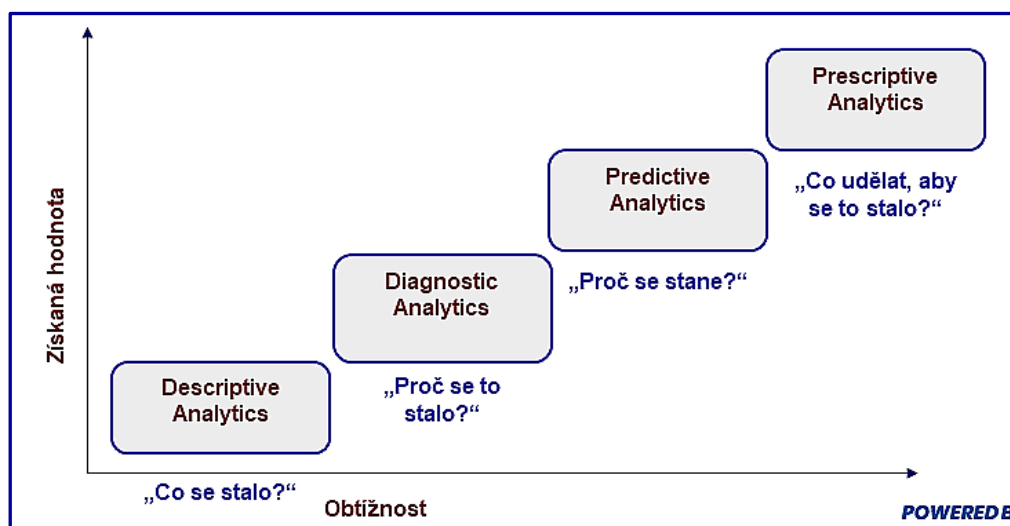 Prescriptive
Analytics
„Co udělat, aby
se to stalo?“
Predictive
Analytics
„Proč se stane?“
Diagnostic
Analytics
„Proč se to
stalo?“
Descriptive
Analytics
„Co se stalo?“
Získaná hodnota
Obtížnost
POWERED B